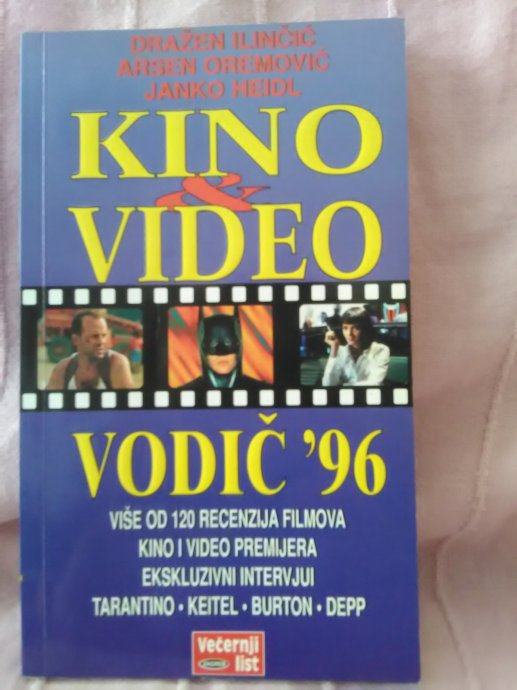 DRAŽEN ILINČIĆ
ARSEN OREMOVIĆ
JANKO HEIDL
KINO
&
VIDEO
VODIČ '96
VIŠE OD 120 RECENZIJA FILMOVA
KINO I VIDEO PREMIJERA
EKSKLUZIVNI INTERVJUI
TARANTINO • KEITEL • BURTON • DEPP
Večernji
list